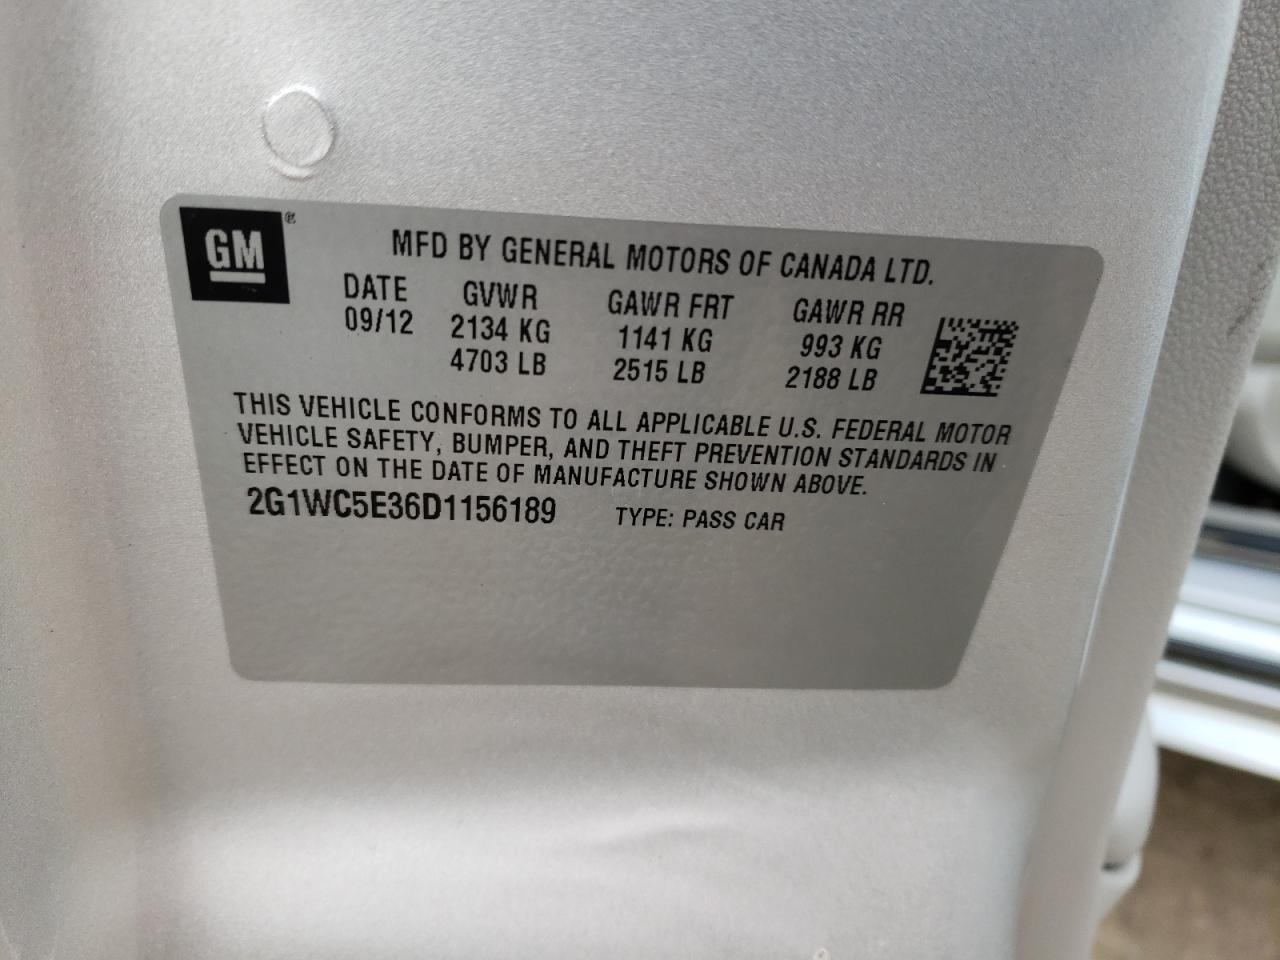 GM ®
MFD BY GENERAL MOTORS OF CANADA LTD.
DATE GVWR GAWR FRT GAWR RR
09/12 2134 KG 1141 KG 993 KG
4703 LB 2515 LB 2188 LB
THIS VEHICLE CONFORMS TO ALL APPLICABLE U.S. FEDERAL MOTOR
VEHICLE SAFETY, BUMPER, AND THEFT PREVENTION STANDARDS IN
EFFECT ON THE DATE OF MANUFACTURE SHOWN ABOVE.
2G1WC5E36D1156189 TYPE: PASS CAR